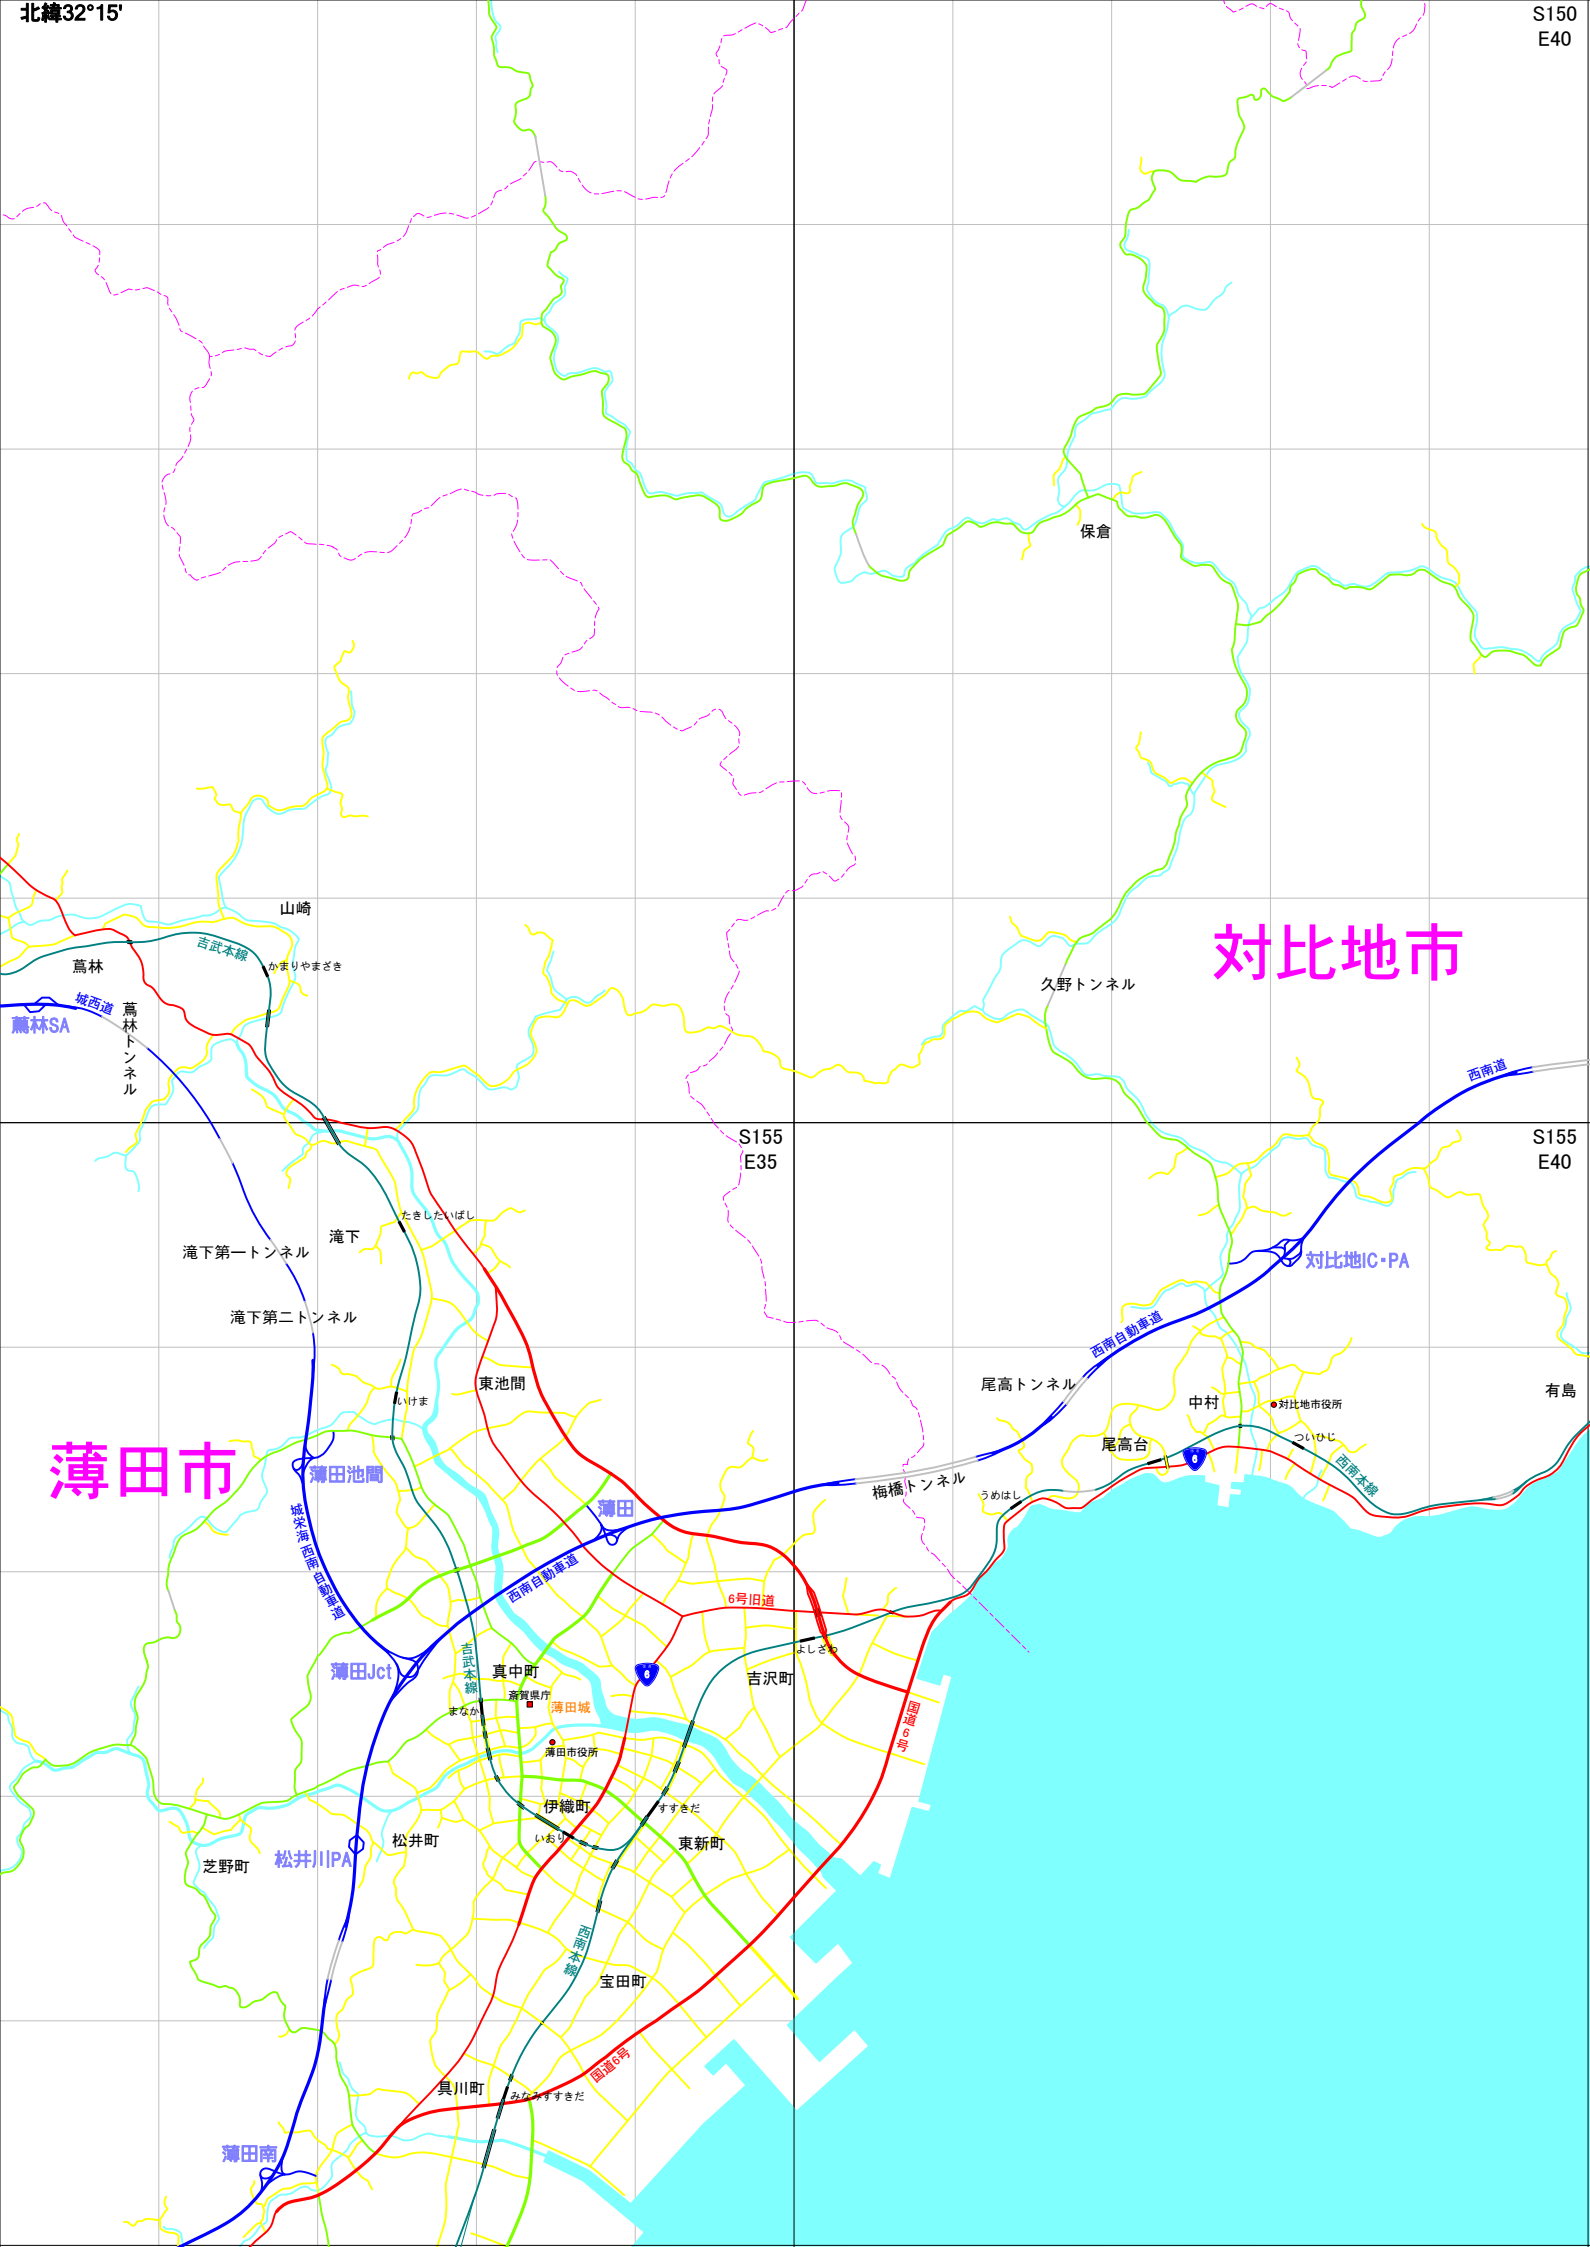 北緯32°15'
S150
E40
保倉
山崎
吉武本線
かまりやまざき
蔦林
対比地市
久野トンネル
城西道
蔦林SA
蔦林トンネル
西南道
S155
E35
S155
E40
たきしたいばし
滝下
滝下第一トンネル
対比地IC・PA
滝下第二トンネル
西南自動車道
東池間
尾高トンネル
有島
いけま
中村
対比地市役所
尾高台
ついひじ
薄田市
薄田池間
6
西南本線
梅橋トンネル
うめはし
薄田
城栄海西南自動車道
西南自動車道
6号旧道
よしざわ
吉武本線
真中町
薄田Jct
6
吉沢町
斎賀県庁
まなか
薄田城
国道6号
薄田市役所
伊織町
すすきだ
いおり
東新町
松井町
松井川PA
芝野町
西南本線
宝田町
国道6号
具川町
みなみすすきだ
薄田南